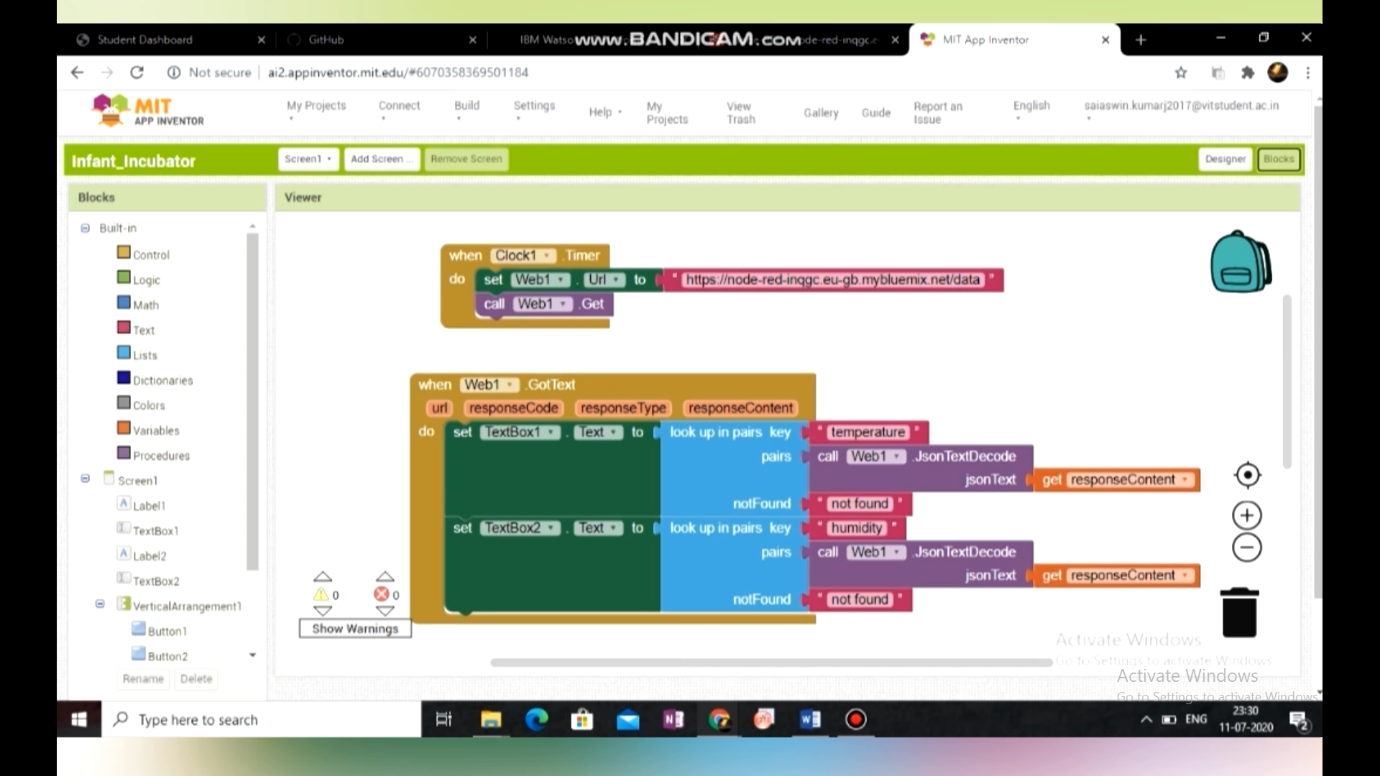 Student Dashboard
GitHub
IBM Watso
www.BANDICAM.com
de-red-inqgc.e
MIT App Inventor
Not secure | ai2.appinventor.mit.edu/#6070358369501184
MIT
APP INVENTOR
My Projects
Connect
Build
Settings
Help
My Projects
View Trash
Gallery
Guide
Report an Issue
English
saiaswin.kumarj2017@vitstudent.ac.in
Infant_Incubator
Screen1
Add Screen ...
Remove Screen
Designer
Blocks
Blocks
Viewer
Built-in
Control
Logic
Math
Text
Lists
Dictionaries
Colors
Variables
Procedures
Screen1
Label1
TextBox1
Label2
TextBox2
VerticalArrangement1
Button1
Button2
Rename
Delete
when Clock1 .Timer
do set Web1 . Url to " https://node-red-inqgc.eu-gb.mybluemix.net/data "
call Web1 .Get
when Web1 .GotText
url responseCode responseType responseContent
do set TextBox1 . Text to look up in pairs key " temperature "
pairs call Web1 .JsonTextDecode
jsonText get responseContent
notFound " not found "
set TextBox2 . Text to look up in pairs key " humidity "
pairs call Web1 .JsonTextDecode
jsonText get responseContent
notFound " not found "
0 0
Show Warnings
Activate Windows
Go to Settings to activate Windows
Activate Windows
Go to Settings to activate Windows
Type here to search
ENG
23:30
11-07-2020
2